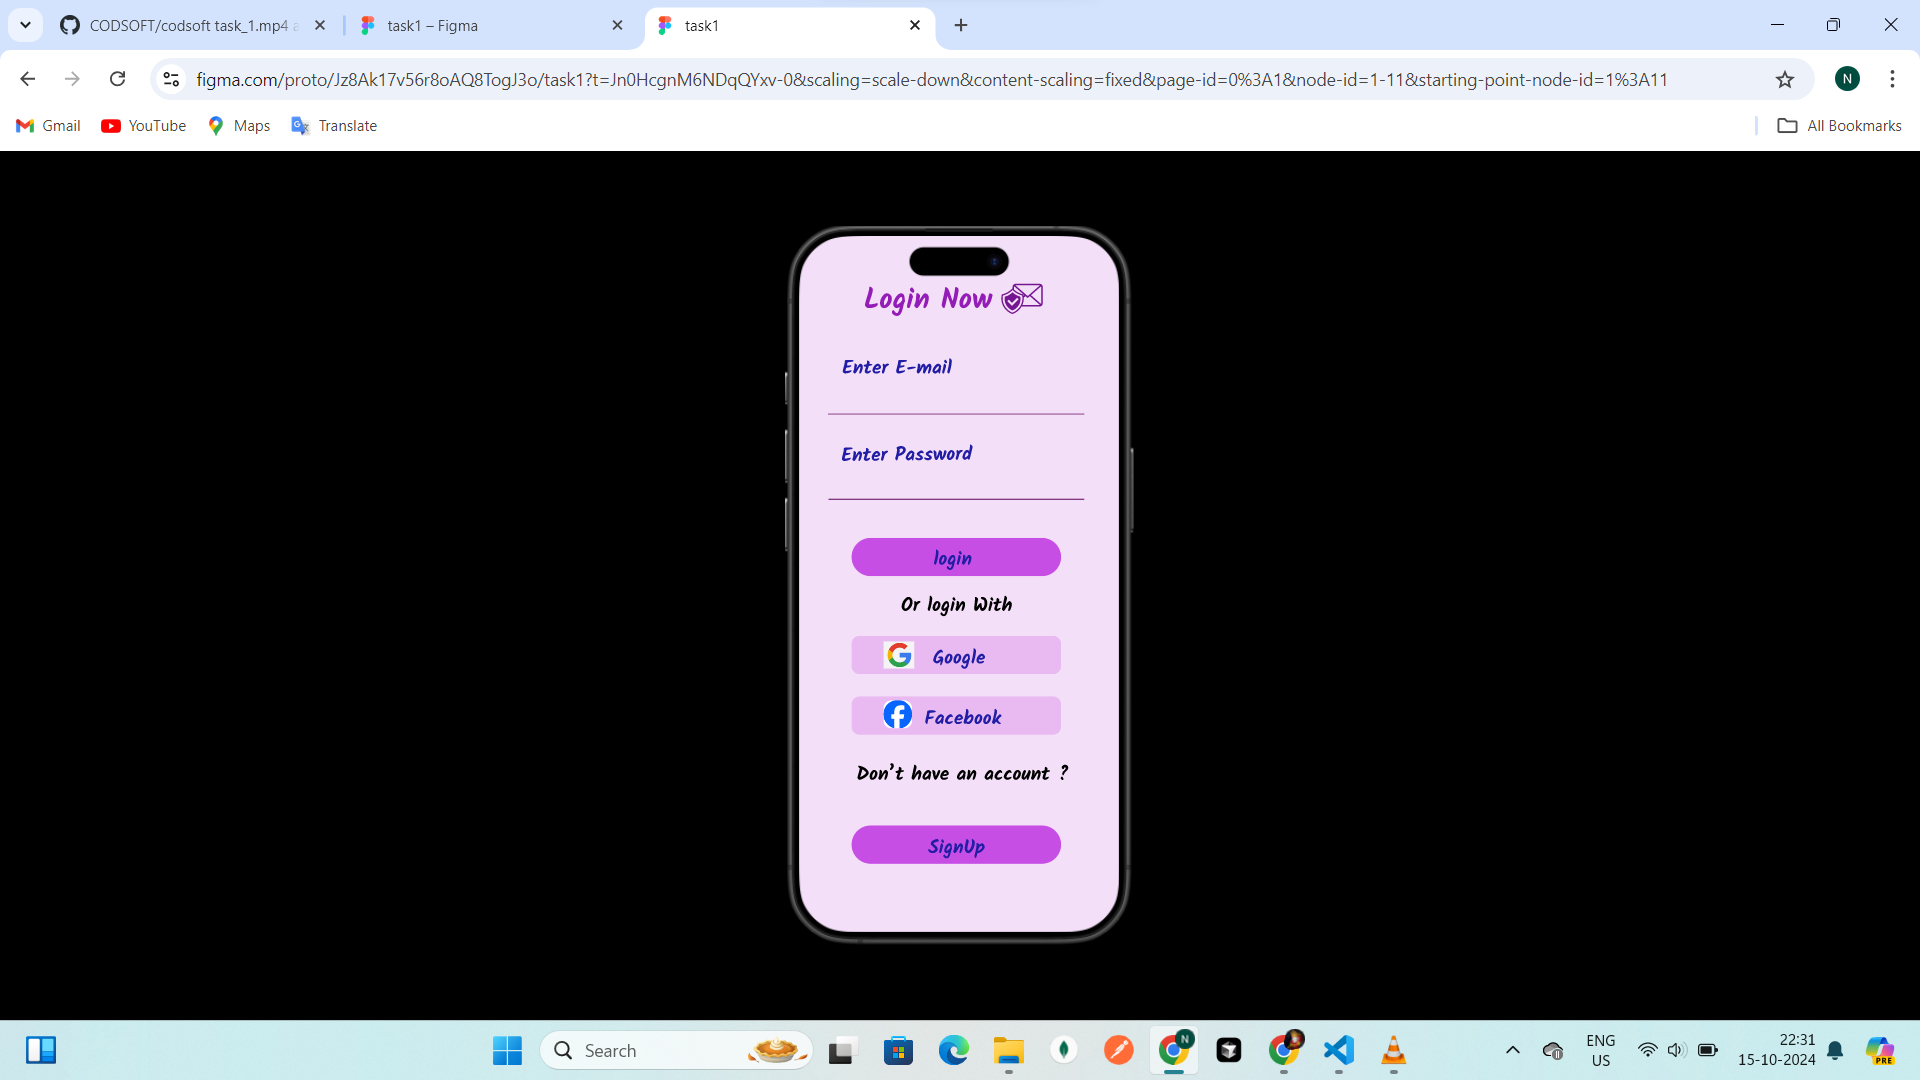 CODSOFT/codsoft task_1.mp4 a
task1 – Figma
task1
figma.com/proto/Jz8Ak17v56r8oAQ8TogJ3o/task1?t=Jn0HcgnM6NDqQYxv-0&scaling=scale-down&content-scaling=fixed&page-id=0%3A1&node-id=1-11&starting-point-node-id=1%3A11
N
Gmail
YouTube
Maps
Translate
All Bookmarks
Login Now
Enter E-mail
Enter Password
login
Or login With
Google
Facebook
Don't have an account ?
SignUp
Search
N
ENG
US
22:31
15-10-2024
PRE